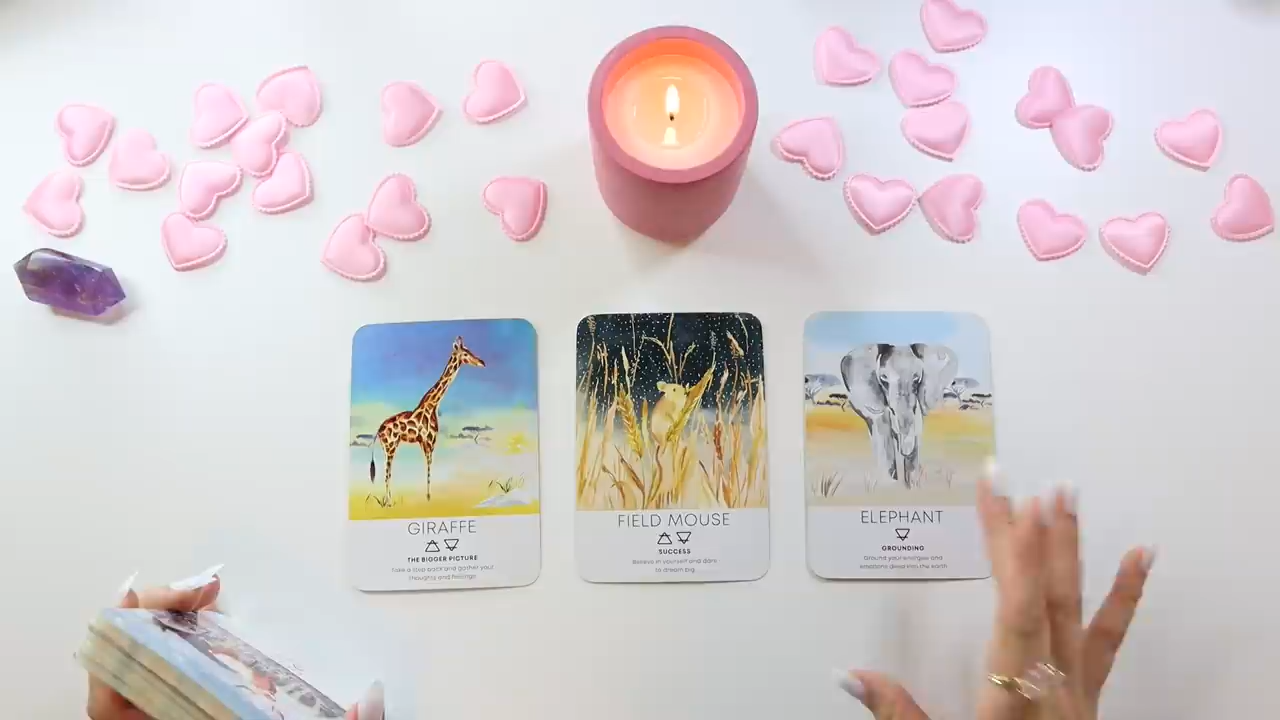 GIRAFFE
THE BIGGER PICTURE
Take a step back and gather your
thoughts and feelings.
FIELD MOUSE
SUCCESS
Believe in yourself and dare
to dream big.
ELEPHANT
GROUNDING
Ground your energies and
emotions deep into the earth.